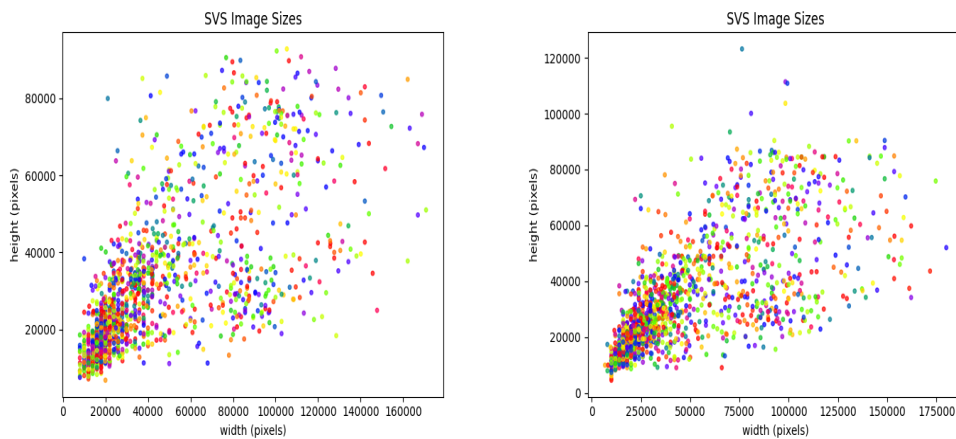 SVS Image Sizes
height (pixels)
80000
60000
40000
20000
0 20000 40000 60000 80000 100000 120000 140000 160000
width (pixels)
SVS Image Sizes
height (pixels)
120000
100000
80000
60000
40000
20000
0
0 25000 50000 75000 100000 125000 150000 175000
width (pixels)